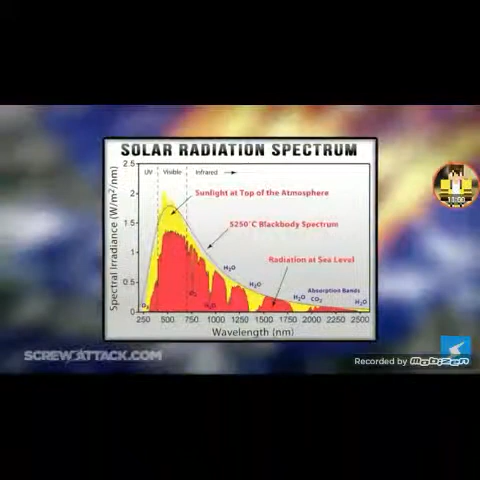 SOLAR RADIATION SPECTRUM
UV Visible Infrared
Sunlight at Top of the Atmosphere
5250°C Blackbody Spectrum
Radiation at Sea Level
H₂O
H₂O
Absorption Bands
H₂O CO₂ H₂O
O₃ O₂ H₂O
Spectral Irradiance (W/m²/nm)
2.5
2
1.5
1
0.5
0
250 500 750 1000 1250 1500 1750 2000 2250 2500
Wavelength (nm)
11:00
SCREWATTACK.COM
Recorded by Mobizen